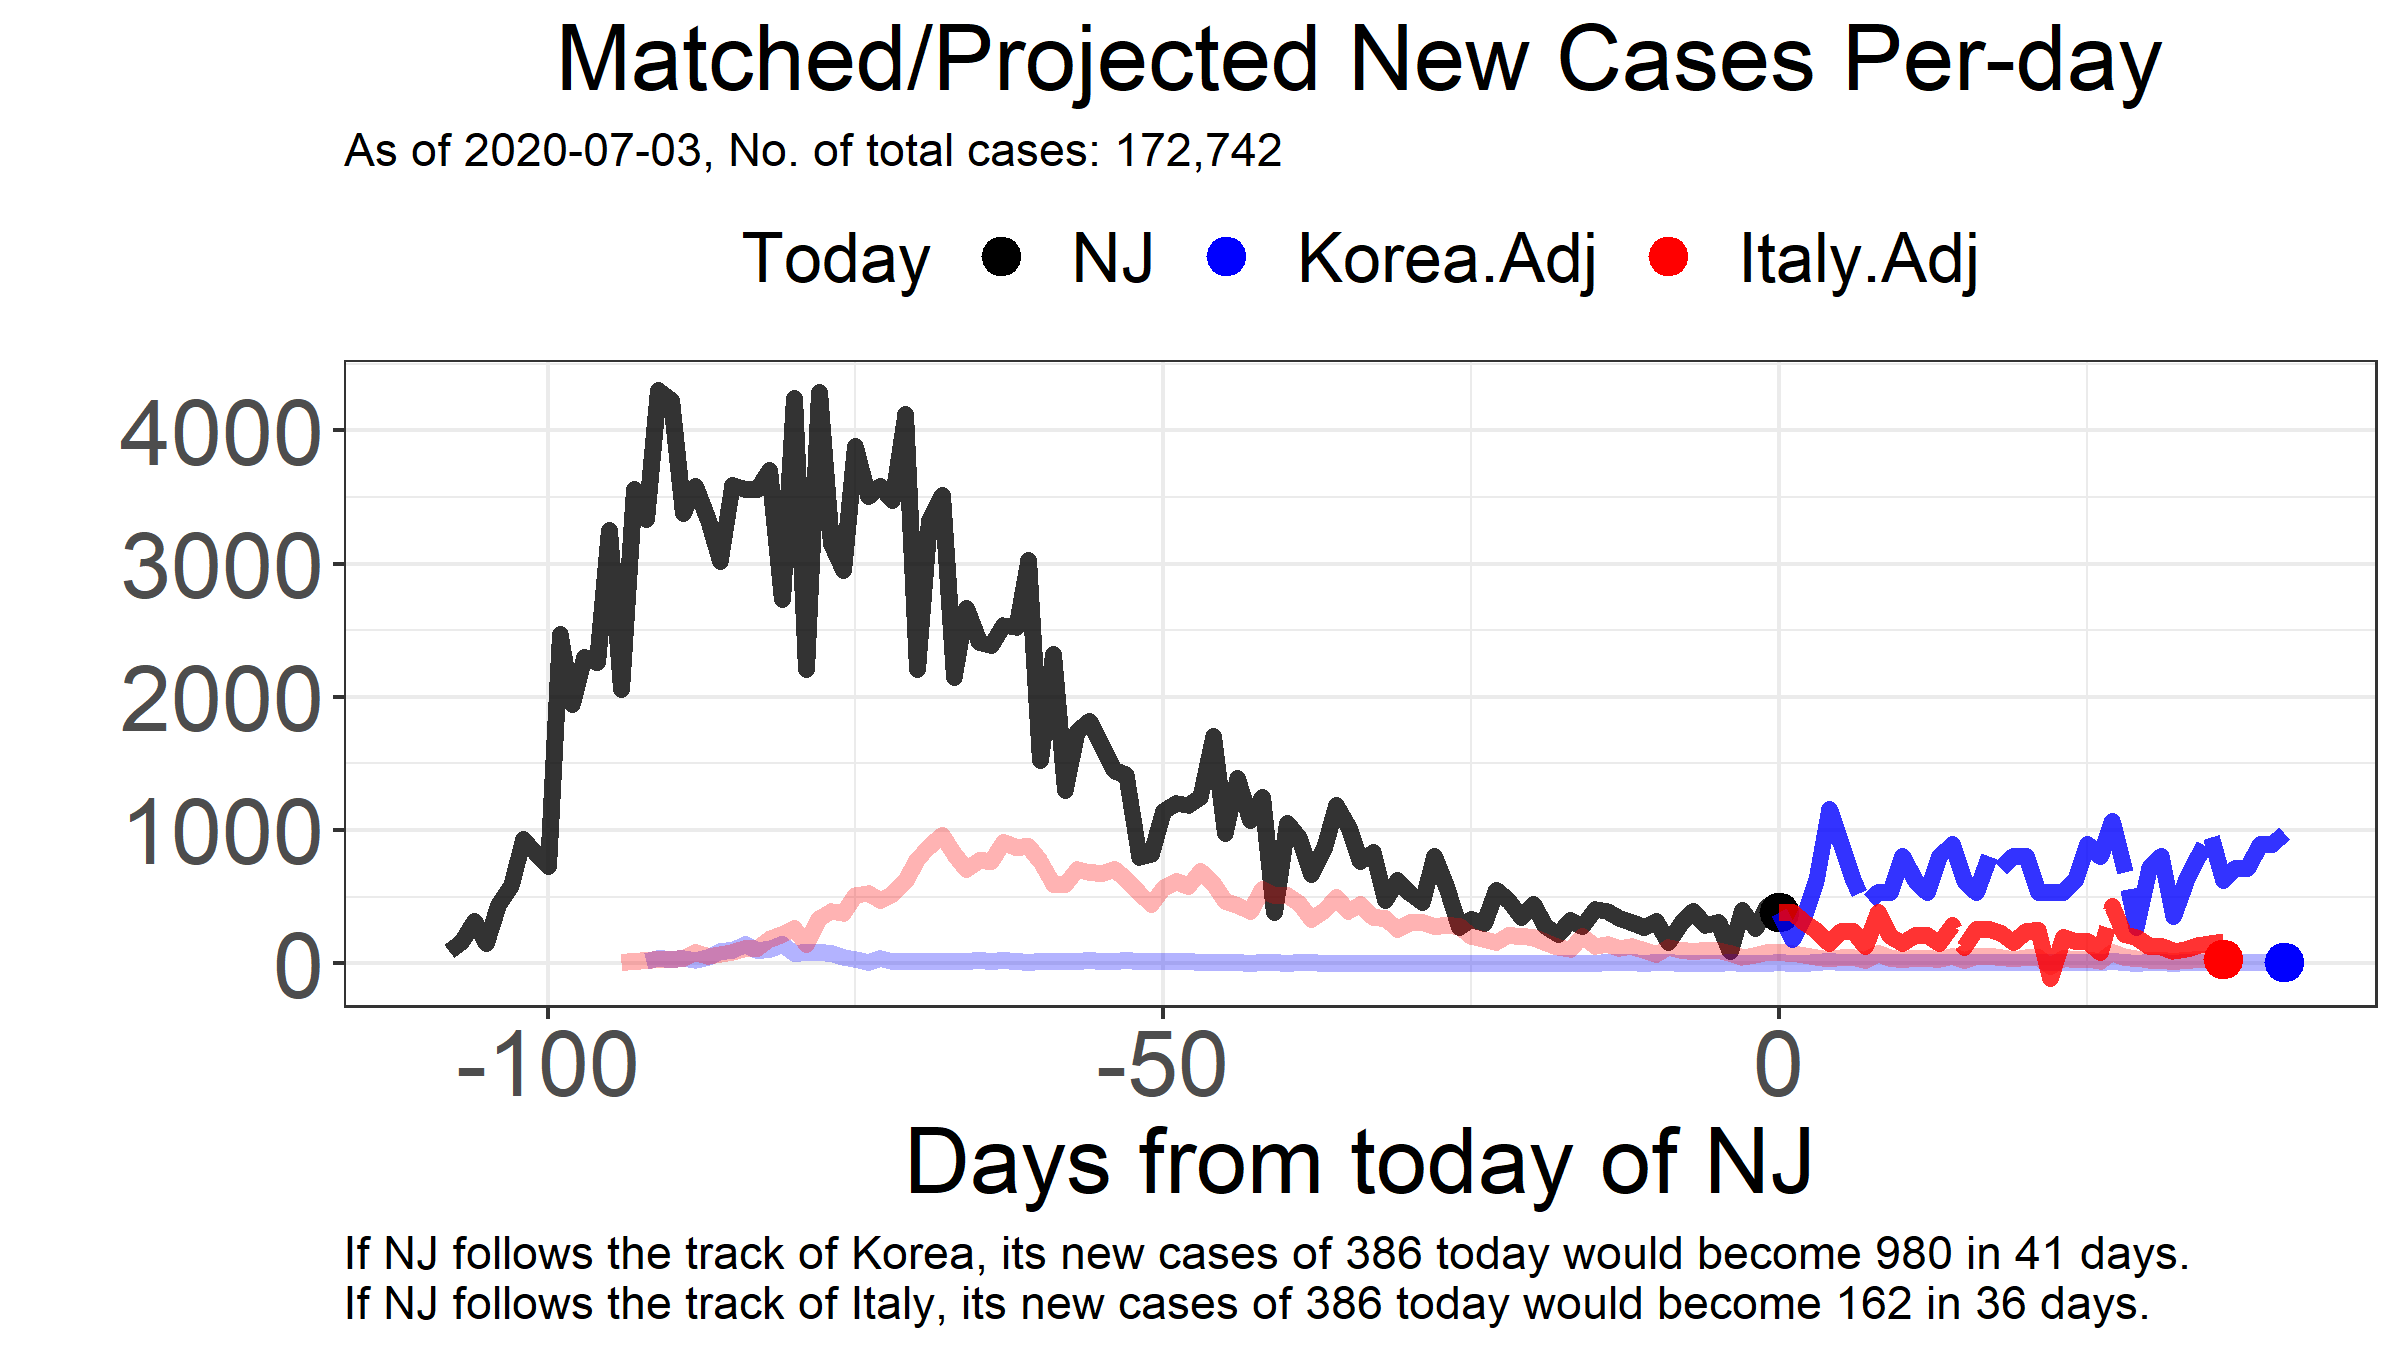 Matched/Projected New Cases Per-day
As of 2020-07-03, No. of total cases: 172,742
Today NJ Korea.Adj Italy.Adj
4000
3000
2000
1000
0
-100 -50 0
Days from today of NJ
If NJ follows the track of Korea, its new cases of 386 today would become 980 in 41 days.
If NJ follows the track of Italy, its new cases of 386 today would become 162 in 36 days.